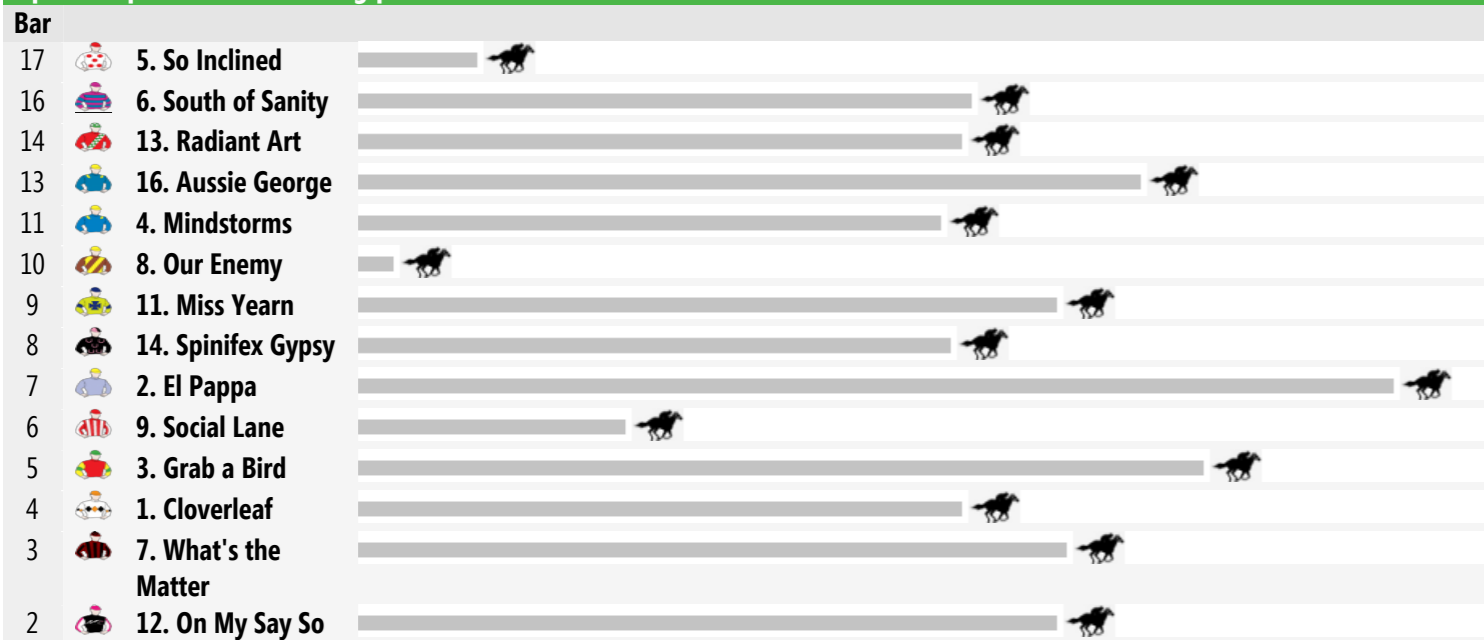 Bar
17 5. So Inclined
16 6. South of Sanity
14 13. Radiant Art
13 16. Aussie George
11 4. Mindstorms
10 8. Our Enemy
9 11. Miss Yearn
8 14. Spinifex Gypsy
7 2. El Pappa
6 9. Social Lane
5 3. Grab a Bird
4 1. Cloverleaf
3 7. What's the
Matter
2 12. On My Say So